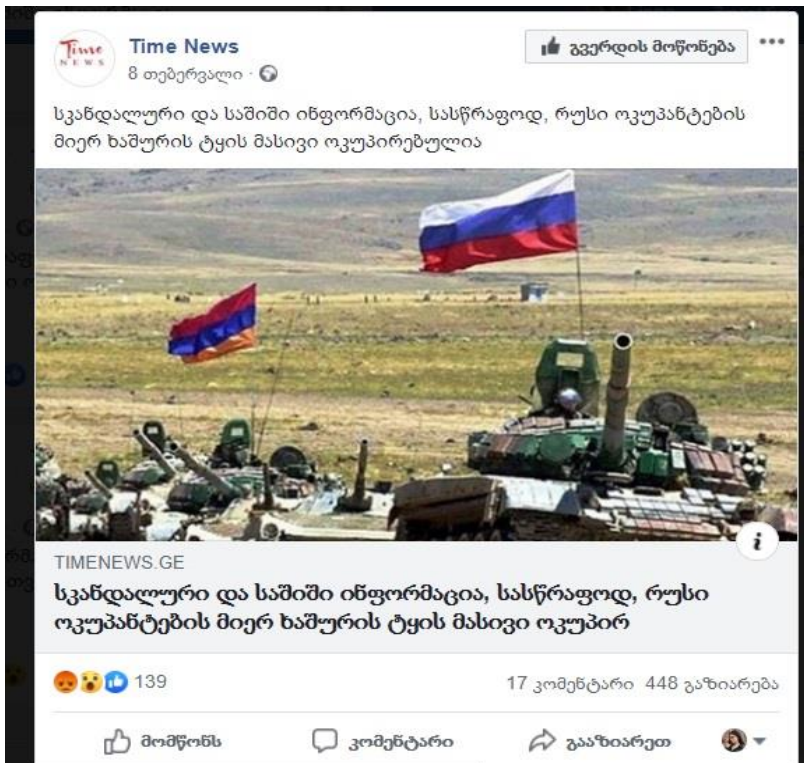 Time NEWS
Time News
გვერდის მოწონება
8 თებერვალი ·
სკანდალური და საშიში ინფორმაცია, სასწრაფოდ, რუსი ოკუპანტების
მიერ ხაშურის ტყის მასივი ოკუპირებულია
TIMENEWS.GE
სკანდალური და საშიში ინფორმაცია, სასწრაფოდ, რუსი
ოკუპანტების მიერ ხაშურის ტყის მასივი ოკუპირ
139
17 კომენტარი 448 გაზიარება
მომწონს კომენტარი გააზიარეთ